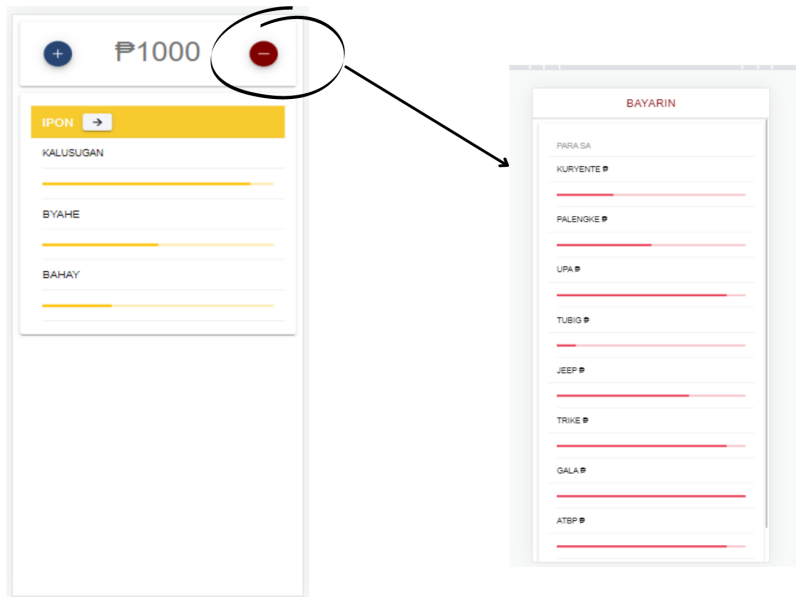 ₱1000
IPON
KALUSUGAN
BYAHE
BAHAY
BAYARIN
PARA SA
KURYENTE ₱
PALENGKE ₱
UPA ₱
TUBIG ₱
JEEP ₱
TRIKE ₱
GALA ₱
ATBP ₱